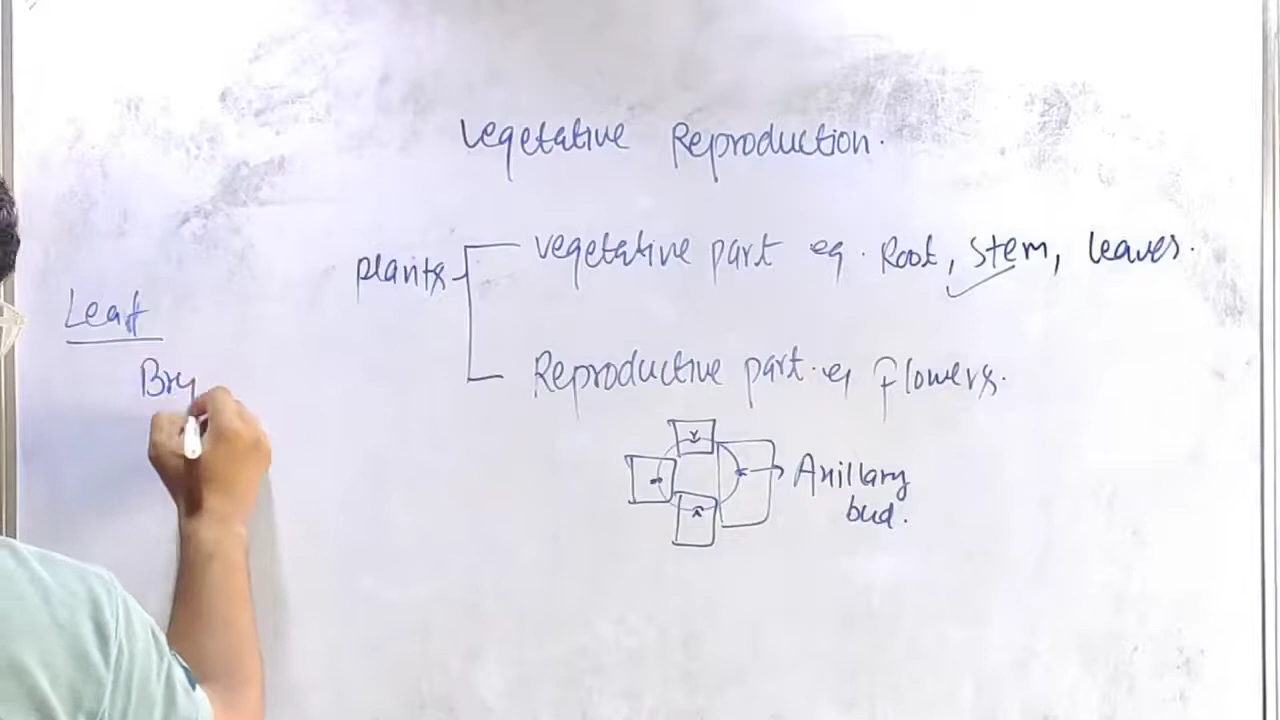 Vegetative Reproduction.
plants
vegetative part eg. Root, Stem, leaves.
Leaf
Bry
Reproductive part. eg flowers.
Axillary
bud.